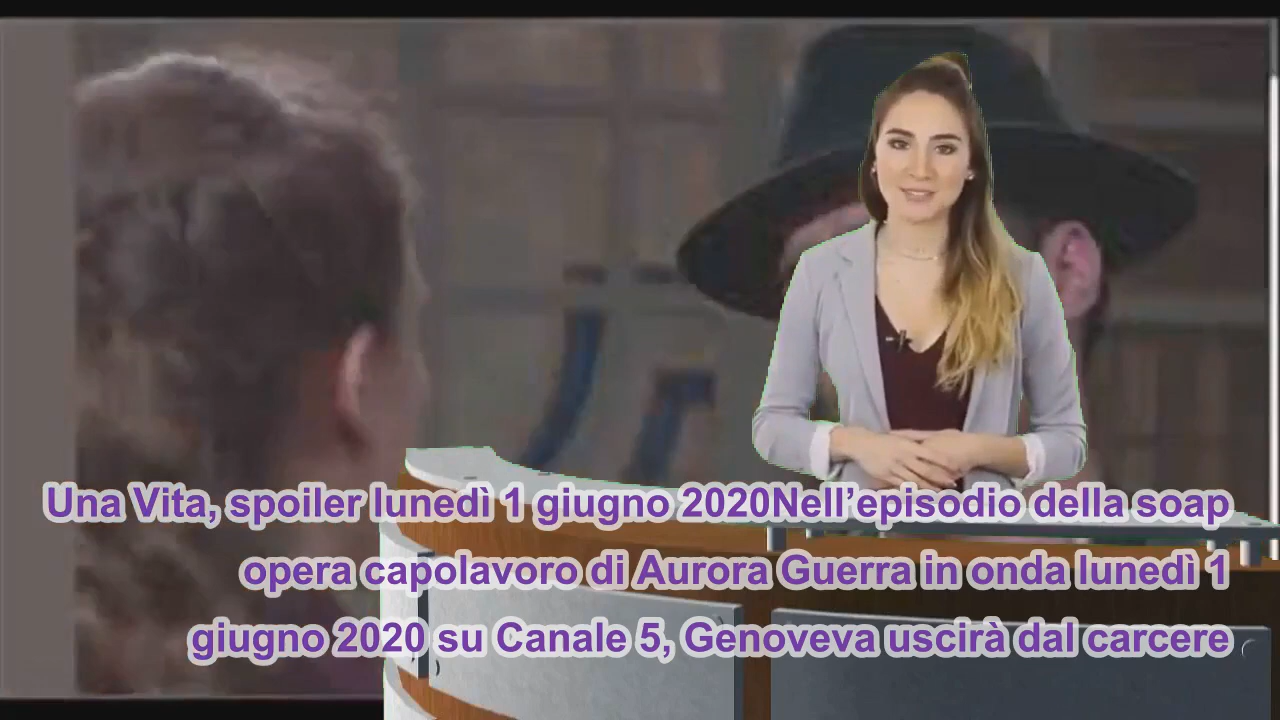 Una Vita, spoiler lunedì 1 giugno 2020Nell’episodio della soap
opera capolavoro di Aurora Guerra in onda lunedì 1
giugno 2020 su Canale 5, Genoveva uscirà dal carcere